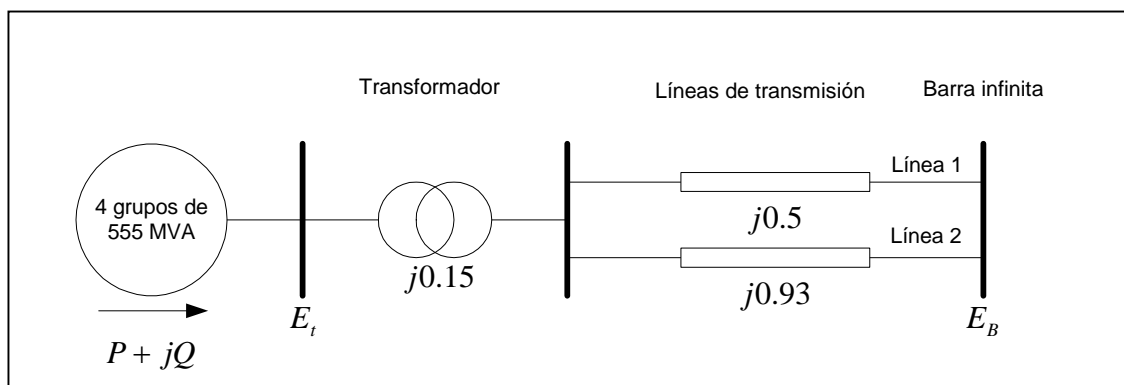 Transformador
Líneas de transmisión
Barra infinita
4 grupos de
555 MVA
Línea 1
j0.5
Línea 2
j0.15
j0.93
E_t
E_B
P + jQ